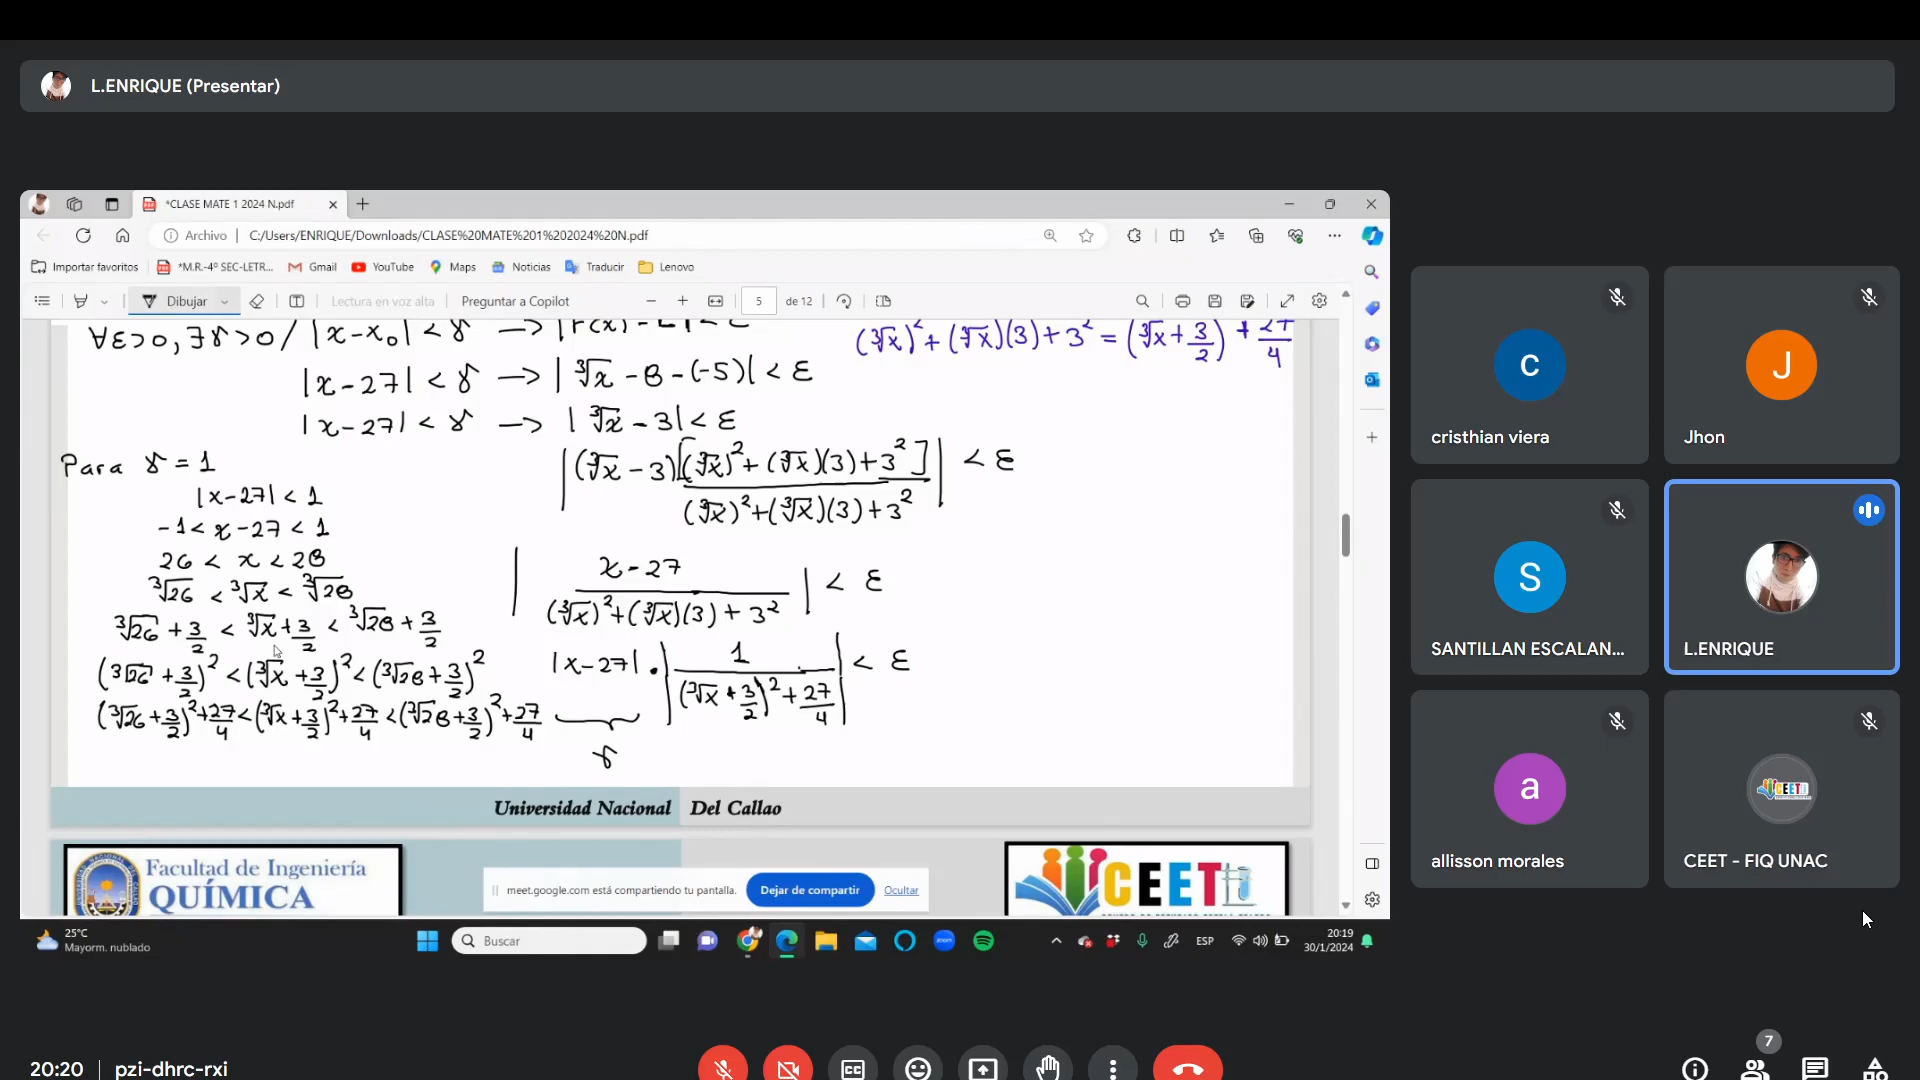 L.ENRIQUE (Presentar)
*CLASE MATE 1 2024 N.pdf
Archivo | C:/Users/ENRIQUE/Downloads/CLASE%20MATE%201%202024%20N.pdf
Importar favoritos *M.R.-4º SEC-LETR... Gmail YouTube Maps Noticias Traducir Lenovo
Dibujar Lectura en voz alta Preguntar a Copilot 5 de 12
∀ε>0, ∃δ>0 / |x-x₀| < δ → |F(x)-L| < ε
(∛x)² + (∛x)(3) + 3² = (∛x + 3/2)² + 27/4
|x-27| < δ → |∛x - 8 - (-5)| < ε
|x-27| < δ → |∛x - 3| < ε
Para δ = 1
|(∛x - 3)[(∛x)² + (∛x)(3) + 3²] / (∛x)² + (∛x)(3) + 3²| < ε
|x-27| < 1
-1 < x-27 < 1
26 < x < 28
∛26 < ∛x < ∛28
|x-27 / (∛x)² + (∛x)(3) + 3²| < ε
∛26 + 3/2 < ∛x + 3/2 < ∛28 + 3/2
(∛26 + 3/2)² < (∛x + 3/2)² < (∛28 + 3/2)²
|x-27| . |1 / (∛x + 3/2)² + 27/4| < ε
(∛26 + 3/2)² + 27/4 < (∛x + 3/2)² + 27/4 < (∛28 + 3/2)² + 27/4
δ
Universidad Nacional Del Callao
Facultad de Ingeniería
QUÍMICA
meet.google.com está compartiendo tu pantalla. Dejar de compartir Ocultar
CEET
25°C
Mayorm. nublado
Buscar
ESP
20:19
30/1/2024
c
cristhian viera
J
Jhon
S
SANTILLAN ESCALAN...
L.ENRIQUE
a
allisson morales
CEET
CEET - FIQ UNAC
20:20 | pzi-dhrc-rxi
7